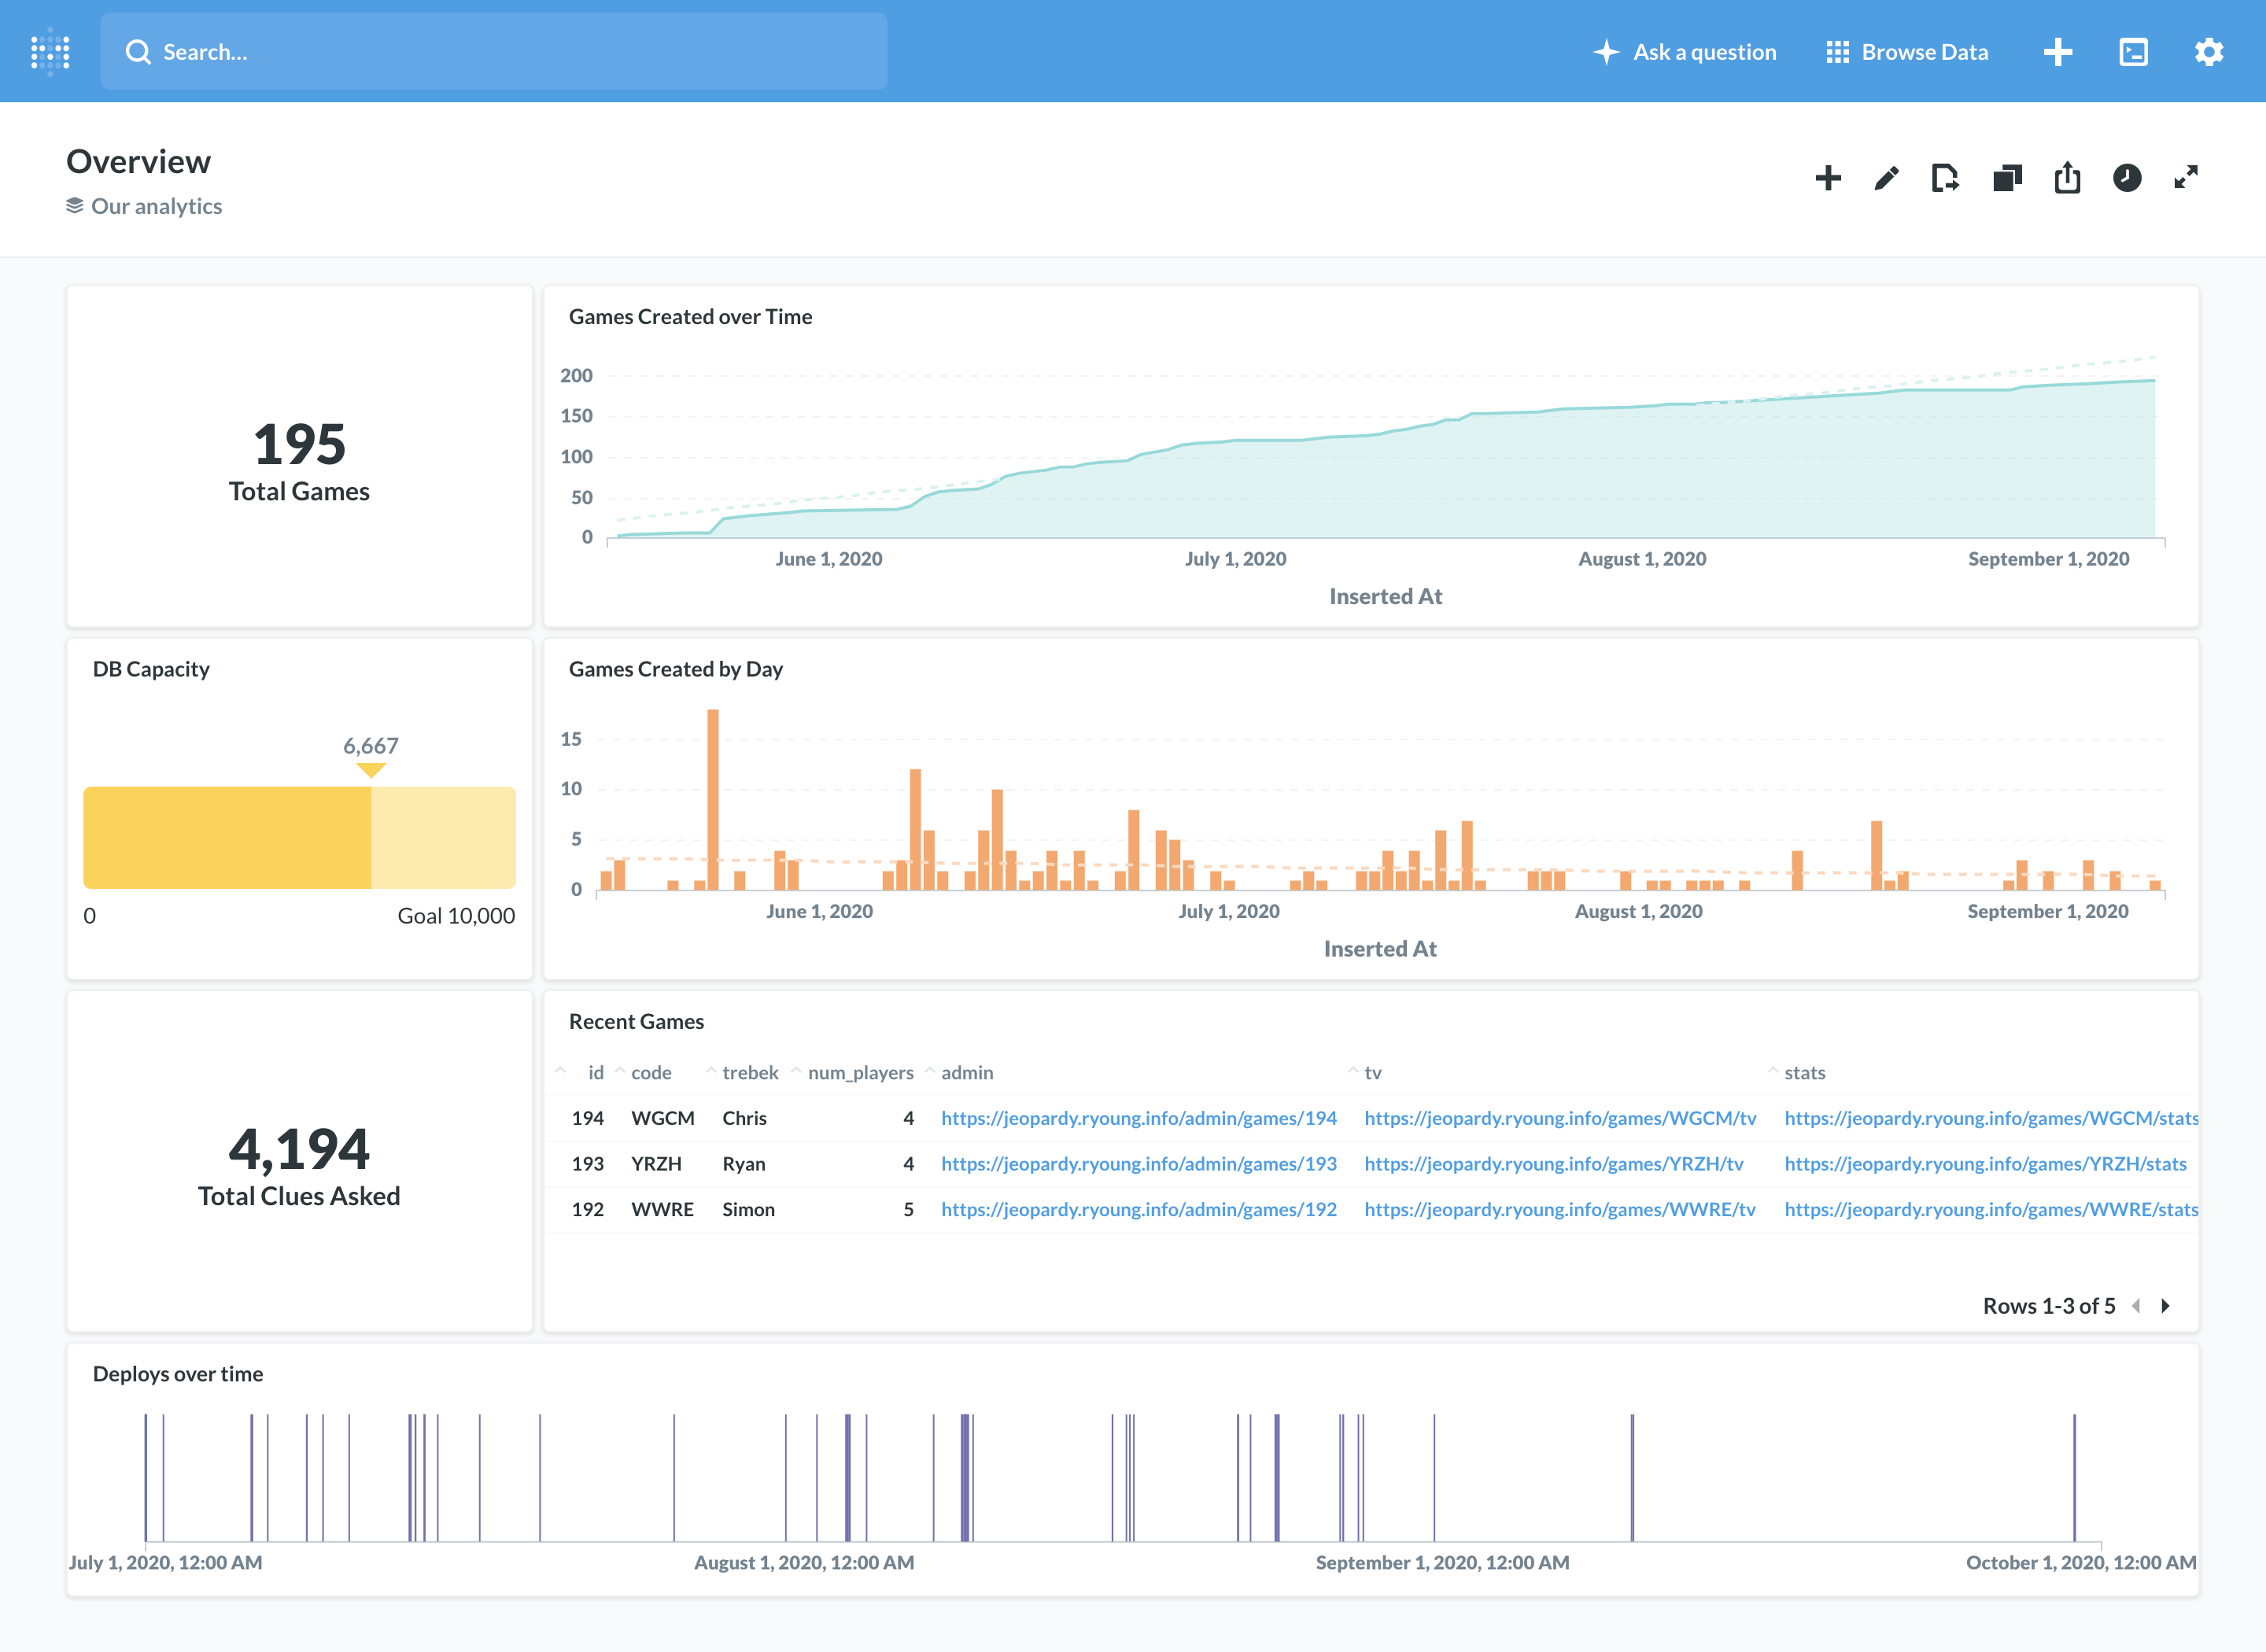 Search...
Ask a question
Browse Data
Overview
Our analytics
195
Total Games
Games Created over Time
200
150
100
50
0
June 1, 2020 July 1, 2020 August 1, 2020 September 1, 2020
Inserted At
DB Capacity
6,667
0 Goal 10,000
Games Created by Day
15
10
5
0
June 1, 2020 July 1, 2020 August 1, 2020 September 1, 2020
Inserted At
4,194
Total Clues Asked
Recent Games
id code trebek num_players admin tv stats
194 WGCM Chris 4 https://jeopardy.ryoung.info/admin/games/194 https://jeopardy.ryoung.info/games/WGCM/tv https://jeopardy.ryoung.info/games/WGCM/stats
193 YRZH Ryan 4 https://jeopardy.ryoung.info/admin/games/193 https://jeopardy.ryoung.info/games/YRZH/tv https://jeopardy.ryoung.info/games/YRZH/stats
192 WWRE Simon 5 https://jeopardy.ryoung.info/admin/games/192 https://jeopardy.ryoung.info/games/WWRE/tv https://jeopardy.ryoung.info/games/WWRE/stats
Rows 1-3 of 5
Deploys over time
July 1, 2020, 12:00 AM August 1, 2020, 12:00 AM September 1, 2020, 12:00 AM October 1, 2020, 12:00 AM